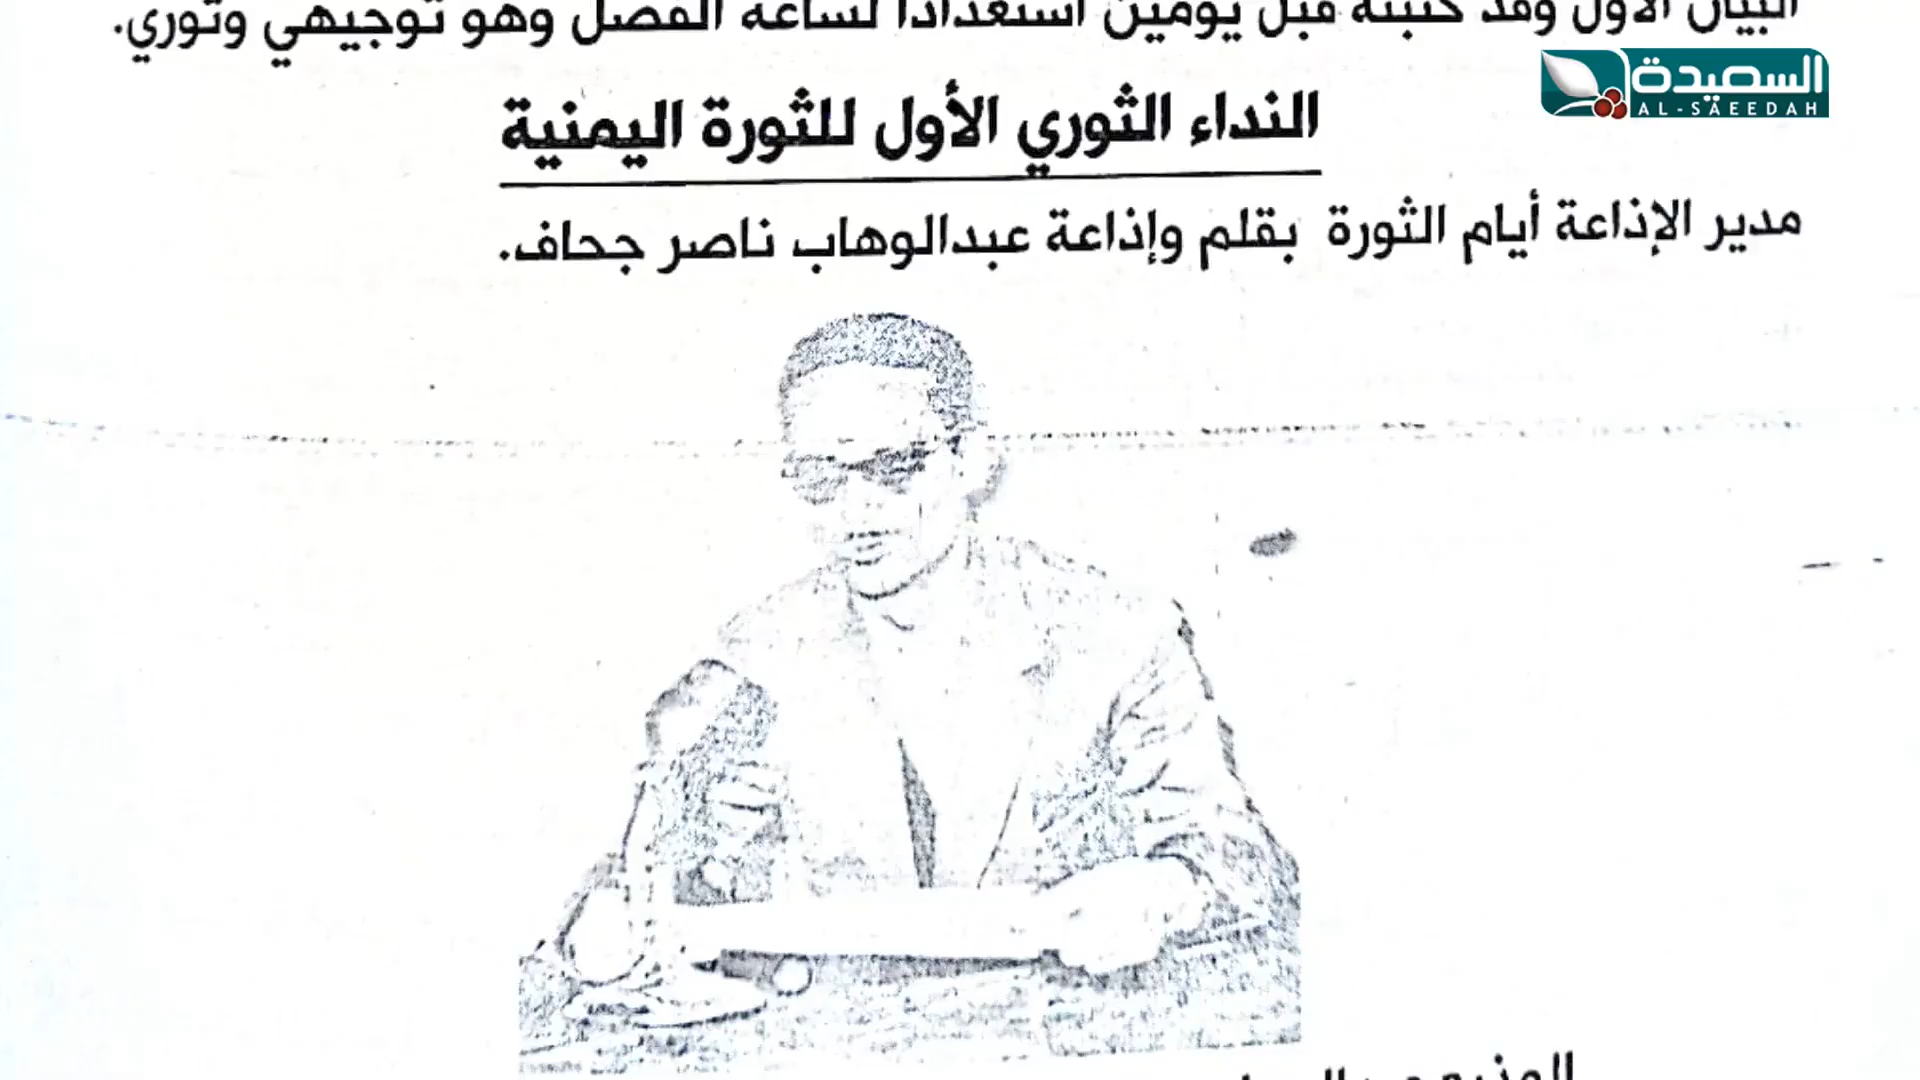 البيان الأول وقد كتبته قبل يومين استعداداً لساعة الفصل وهو توجيهي وثوري.
السعيدة
AL-SAEEDAH
النداء الثوري الأول للثورة اليمنية
مدير الإذاعة أيام الثورة بقلم وإذاعة عبدالوهاب ناصر جحاف.